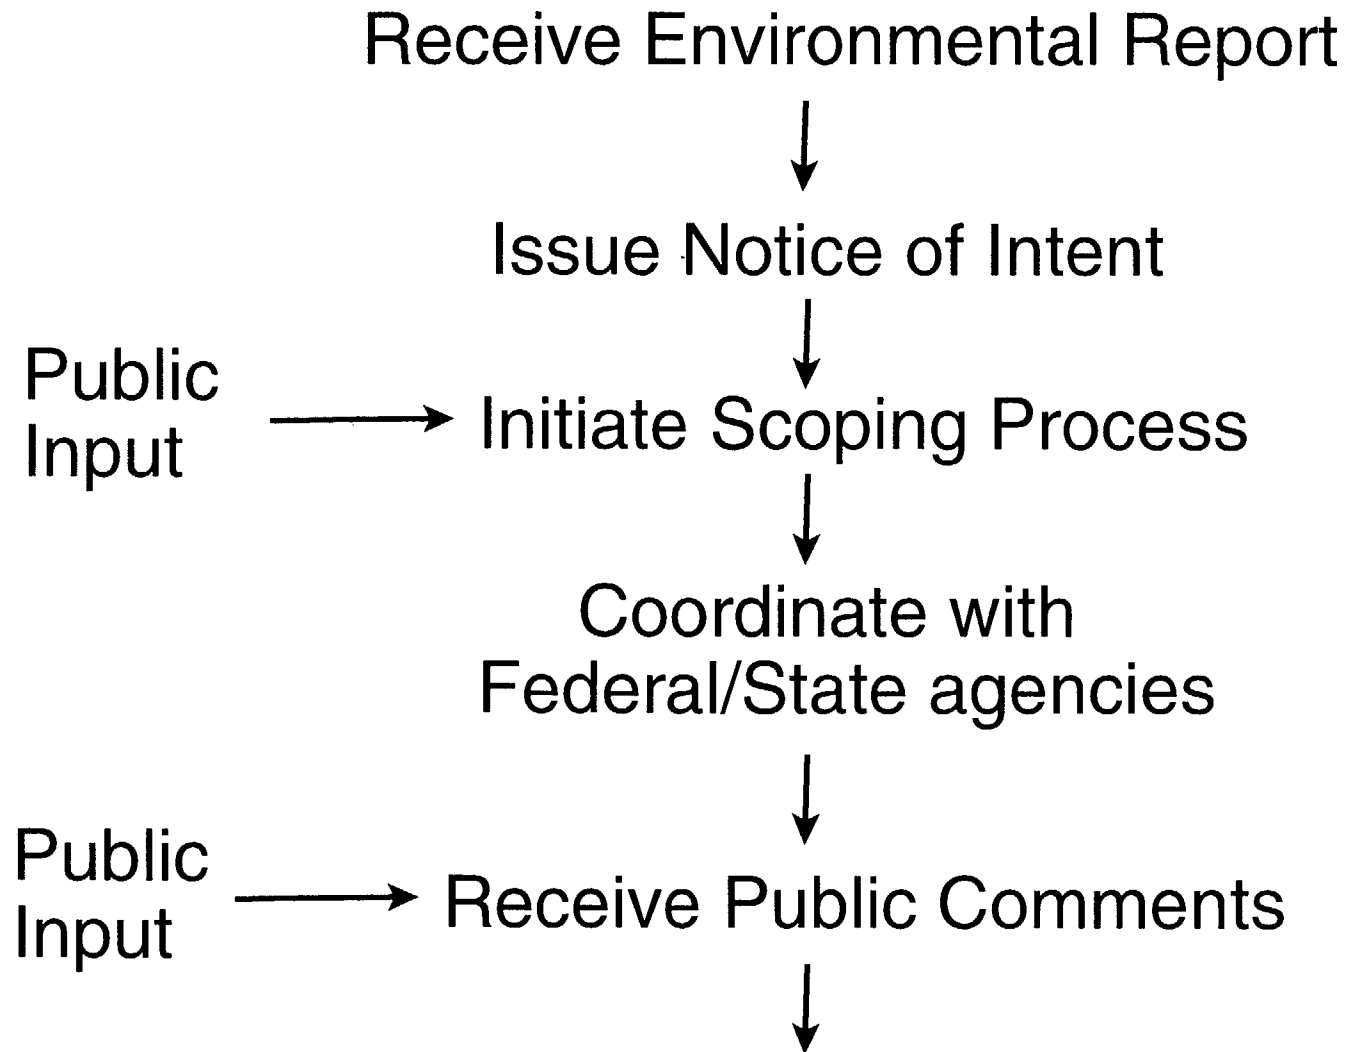 Receive Environmental Report
Issue Notice of Intent
Public
Input
Initiate Scoping Process
Coordinate with
Federal/State agencies
Public
Input
Receive Public Comments